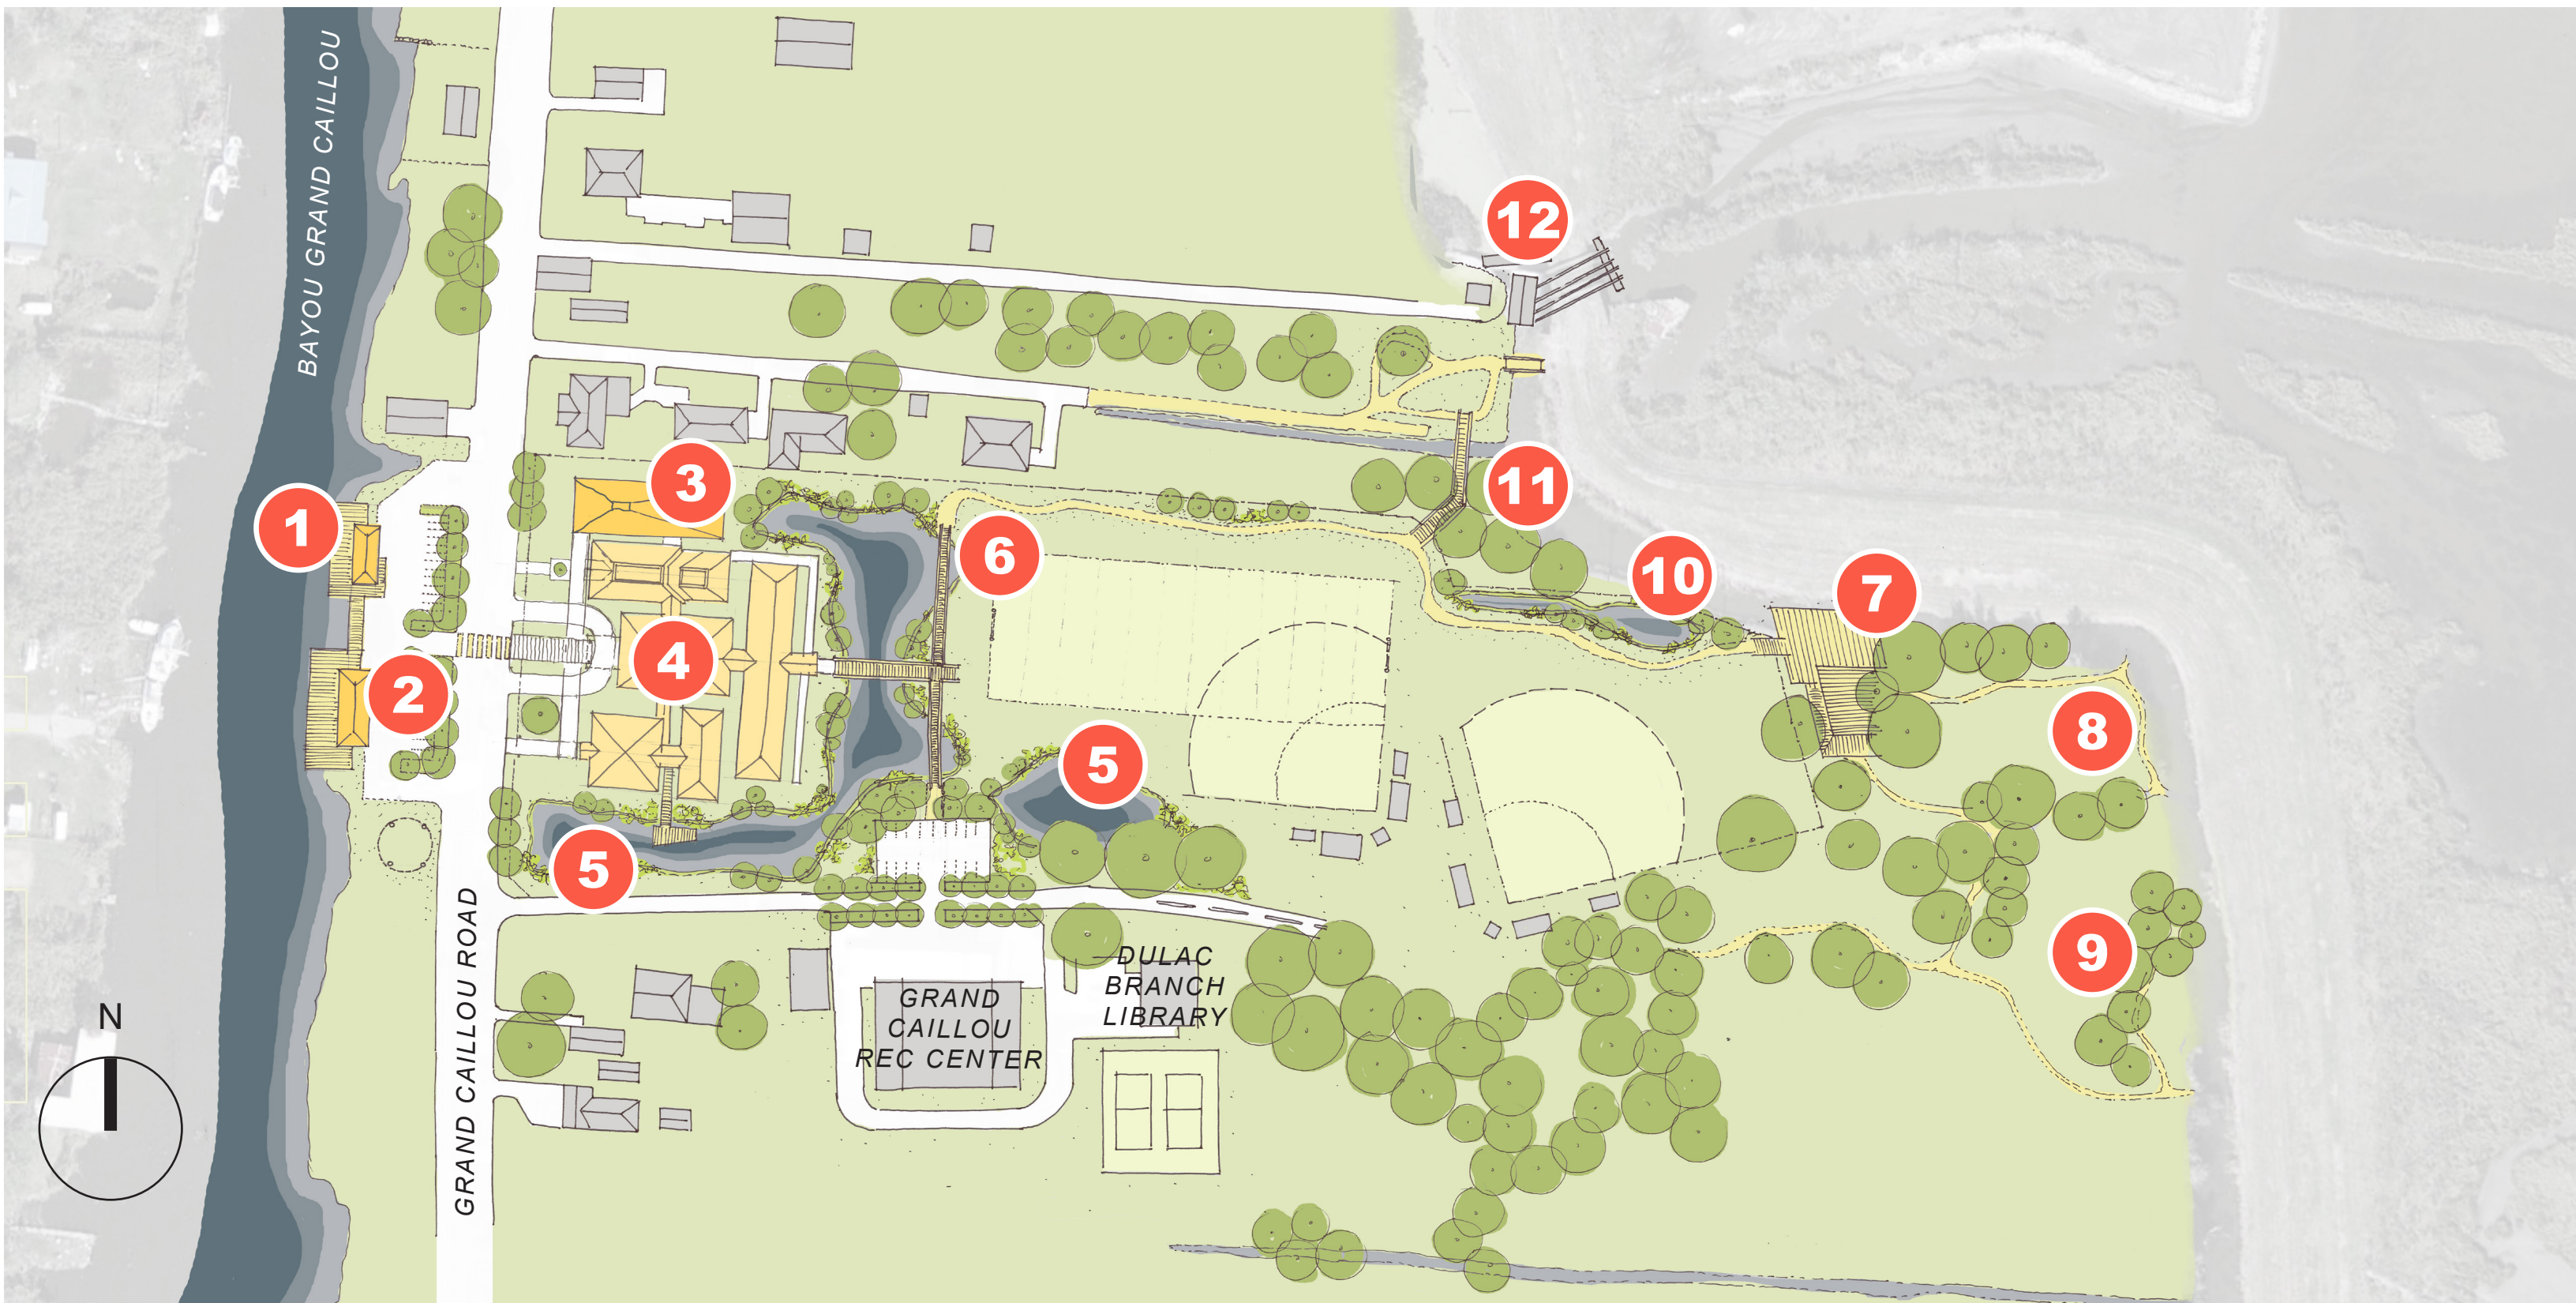 BAYOU GRAND CAILLOU
12
3
11
1
6
10
7
4
2
8
5
5
GRAND CAILLOU ROAD
9
DULAC
BRANCH
LIBRARY
GRAND
CAILLOU
REC CENTER
N